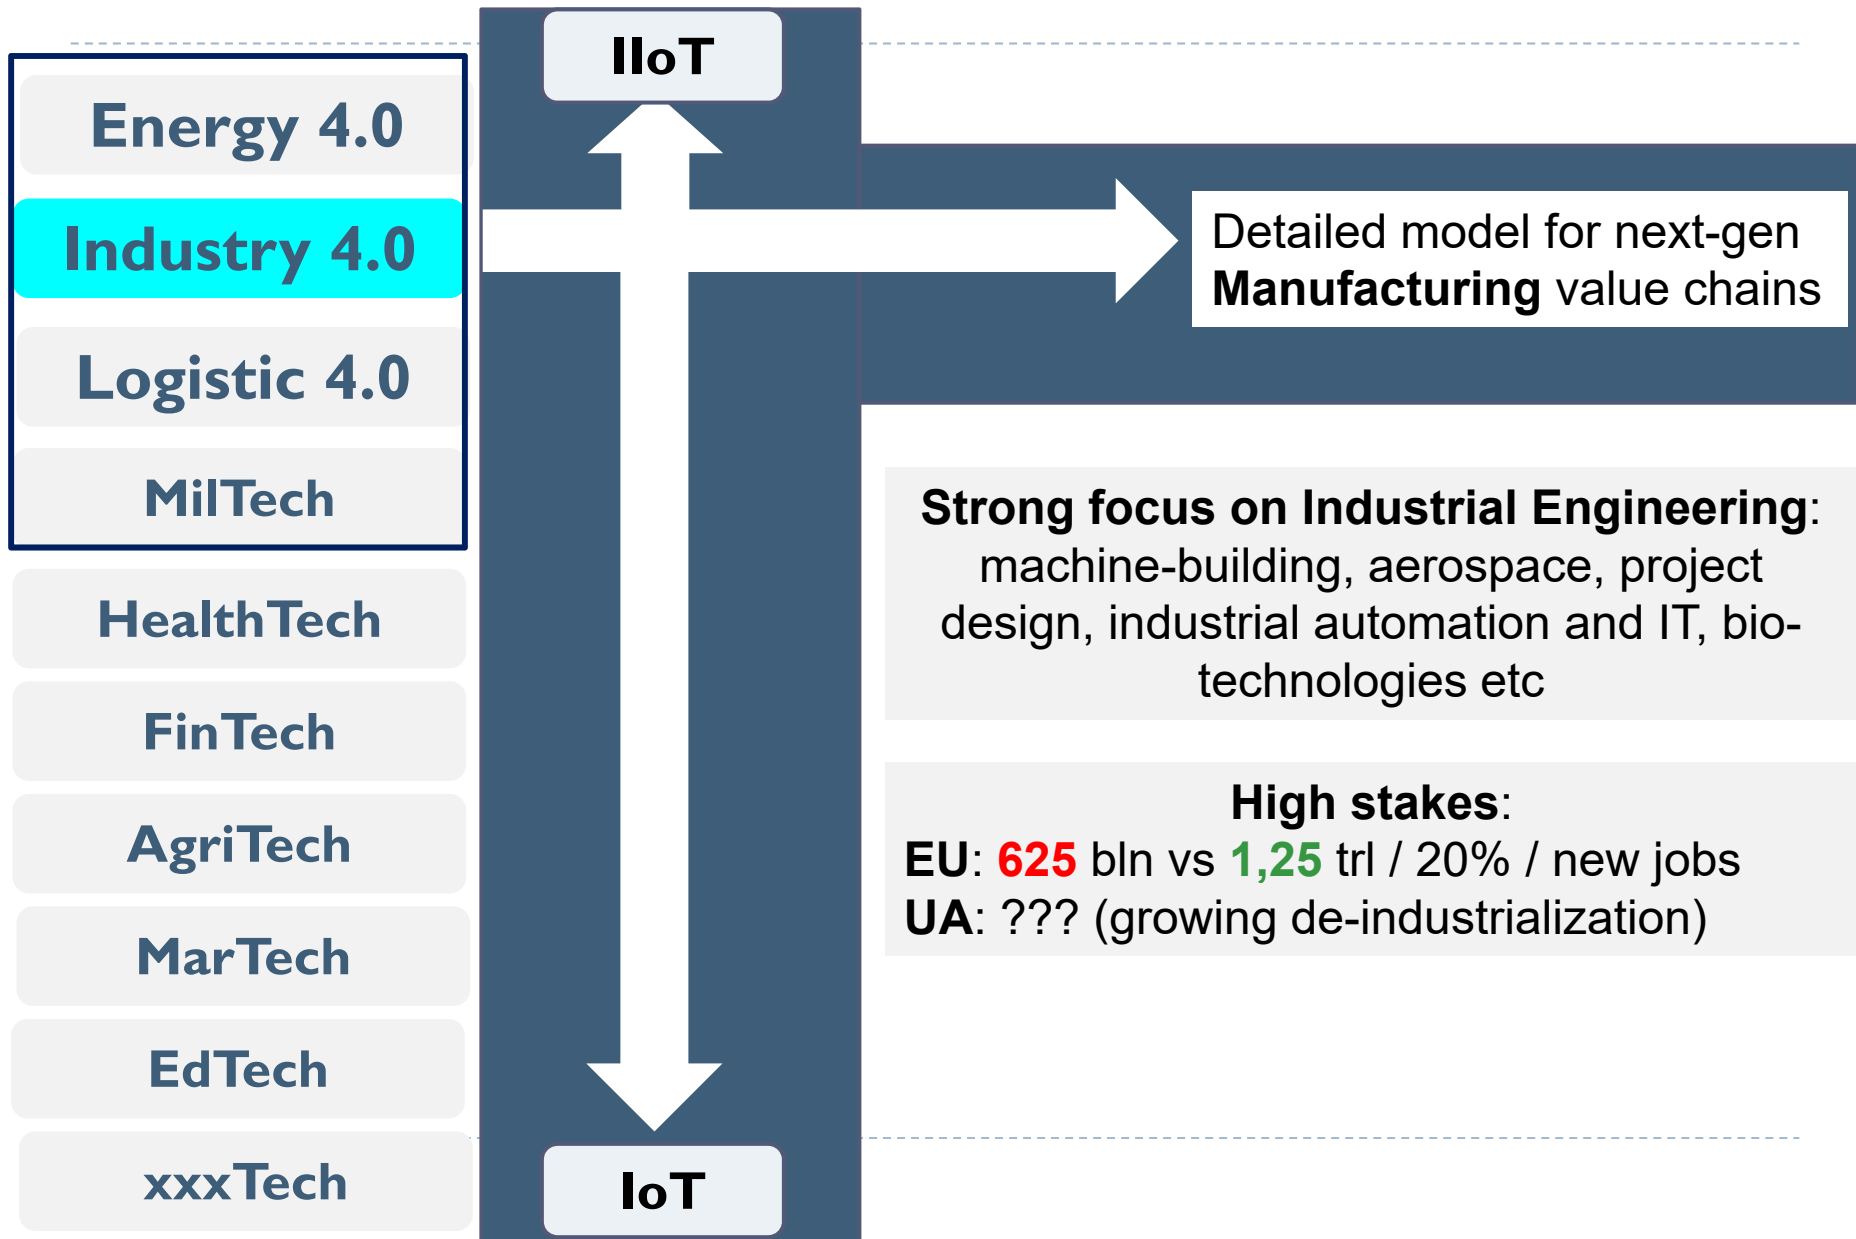 IIoT
Energy 4.0
Industry 4.0
Logistic 4.0
MilTech
HealthTech
FinTech
AgriTech
MarTech
EdTech
xxxTech
IoT
Detailed model for next-gen
Manufacturing value chains
Strong focus on Industrial Engineering:
machine-building, aerospace, project
design, industrial automation and IT, bio-
technologies etc
High stakes:
EU: 625 bln vs 1,25 trl / 20% / new jobs
UA: ??? (growing de-industrialization)